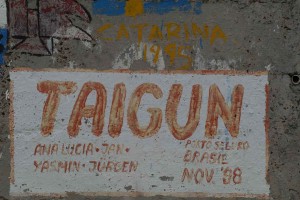 CATARINA
TAIGUN
ANA LUCIA · JAN ·
YASMIN · JÜRGEN
PORTO SEGURO
BRASIL
NOV. '98